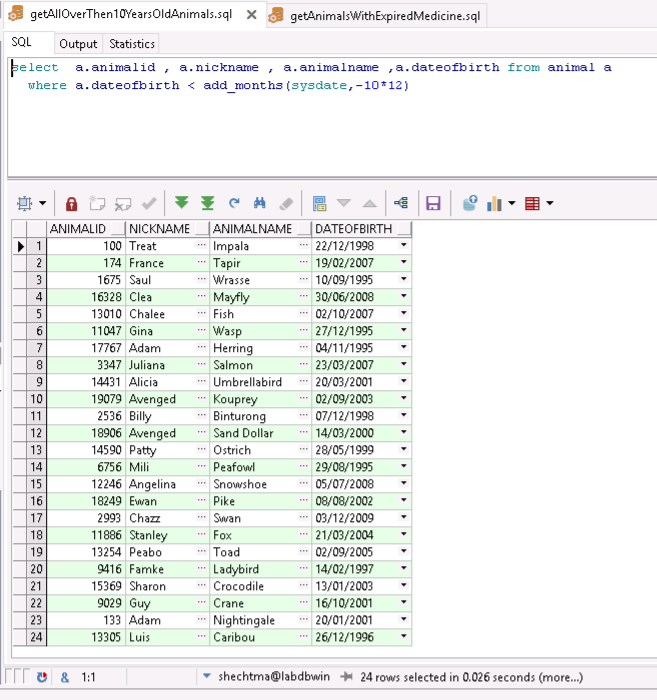 getAllOverThen10YearsOldAnimals.sql getAnimalsWithExpiredMedicine.sql
SQL Output Statistics
select  a.animalid , a.nickname , a.animalname ,a.dateofbirth from animal a
where a.dateofbirth < add_months(sysdate,-10*12)
ANIMALID NICKNAME ANIMALNAME DATEOFBIRTH
1 100 Treat Impala 22/12/1998
2 174 France Tapir 19/02/2007
3 1675 Saul Wrasse 10/09/1995
4 16328 Clea Mayfly 30/06/2008
5 13010 Chalee Fish 02/10/2007
6 11047 Gina Wasp 27/12/1995
7 17767 Adam Herring 04/11/1995
8 3347 Juliana Salmon 23/03/2007
9 14431 Alicia Umbrellabird 20/03/2001
10 19079 Avenged Kouprey 02/09/2003
11 2536 Billy Binturong 07/12/1998
12 18906 Avenged Sand Dollar 14/03/2000
13 14590 Patty Ostrich 28/05/1999
14 6756 Mili Peafowl 29/08/1995
15 12246 Angelina Snowshoe 05/07/2008
16 18249 Ewan Pike 08/08/2002
17 2993 Chazz Swan 03/12/2009
18 11886 Stanley Fox 21/03/2004
19 13254 Peabo Toad 02/09/2005
20 9416 Famke Ladybird 14/02/1997
21 15369 Sharon Crocodile 13/01/2003
22 9029 Guy Crane 16/10/2001
23 133 Adam Nightingale 20/01/2001
24 13305 Luis Caribou 26/12/1996
& 1:1 shechtma@labdbwin 24 rows selected in 0.026 seconds (more...)